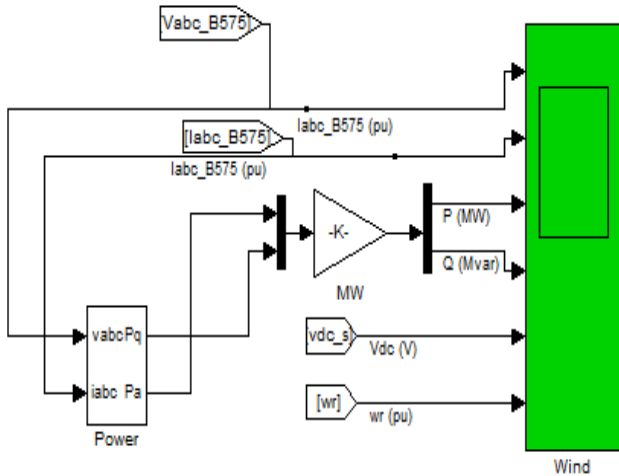 [Vabc_B575]
Iabc_B575 (pu)
[Iabc_B575]
Iabc_B575 (pu)
P (MW)
-K-
Q (Mvar)
MW
vabcPq
[vdc_s]
Vdc (V)
iabc Pa
[wr]
wr (pu)
Power
Wind